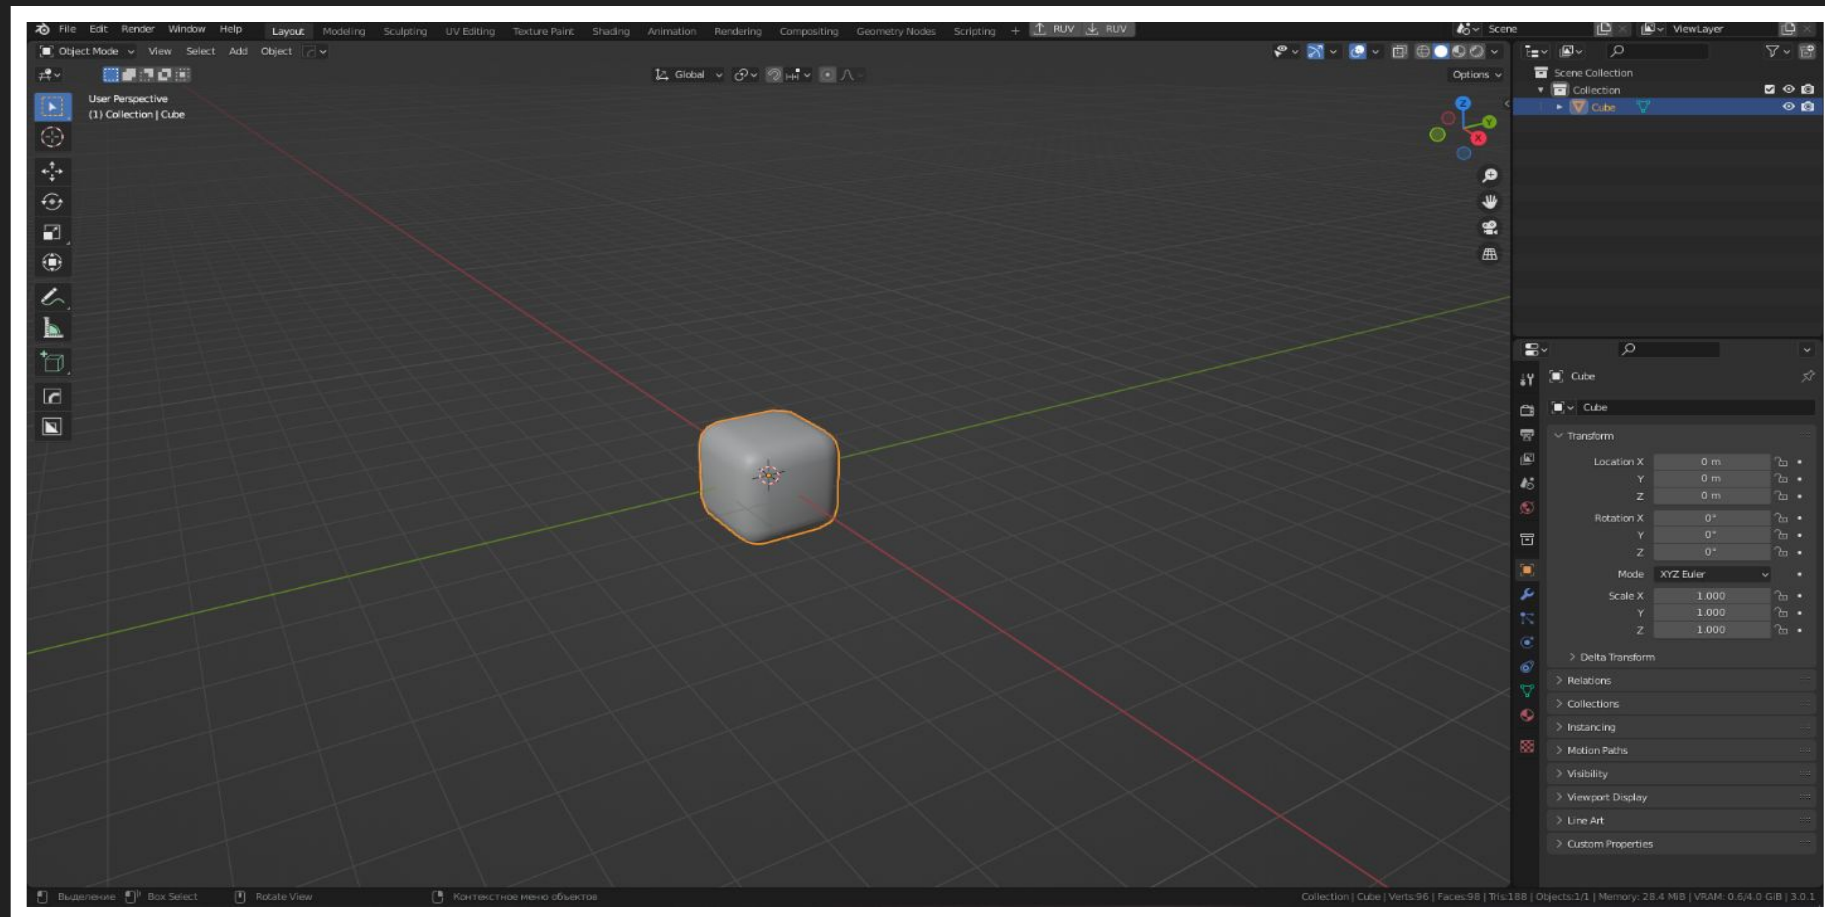 File Edit Render Window Help Layout Modeling Sculpting UV Editing Texture Paint Shading Animation Rendering Compositing Geometry Nodes Scripting + RUV RUV Scene ViewLayer
Object Mode View Select Add Object
Global Options
User Perspective
(1) Collection | Cube
Z
Y
X
Scene Collection
Collection
Cube
Cube
Cube
Transform
Location X 0 m
Y 0 m
Z 0 m
Rotation X 0°
Y 0°
Z 0°
Mode XYZ Euler
Scale X 1.000
Y 1.000
Z 1.000
Delta Transform
Relations
Collections
Instancing
Motion Paths
Visibility
Viewport Display
Line Art
Custom Properties
Выделение Box Select Rotate View Контекстное меню объектов Collection | Cube | Verts:96 | Faces:98 | Tris:188 | Objects:1/1 | Memory: 28.4 MiB | VRAM: 0.6/4.0 GiB | 3.0.1